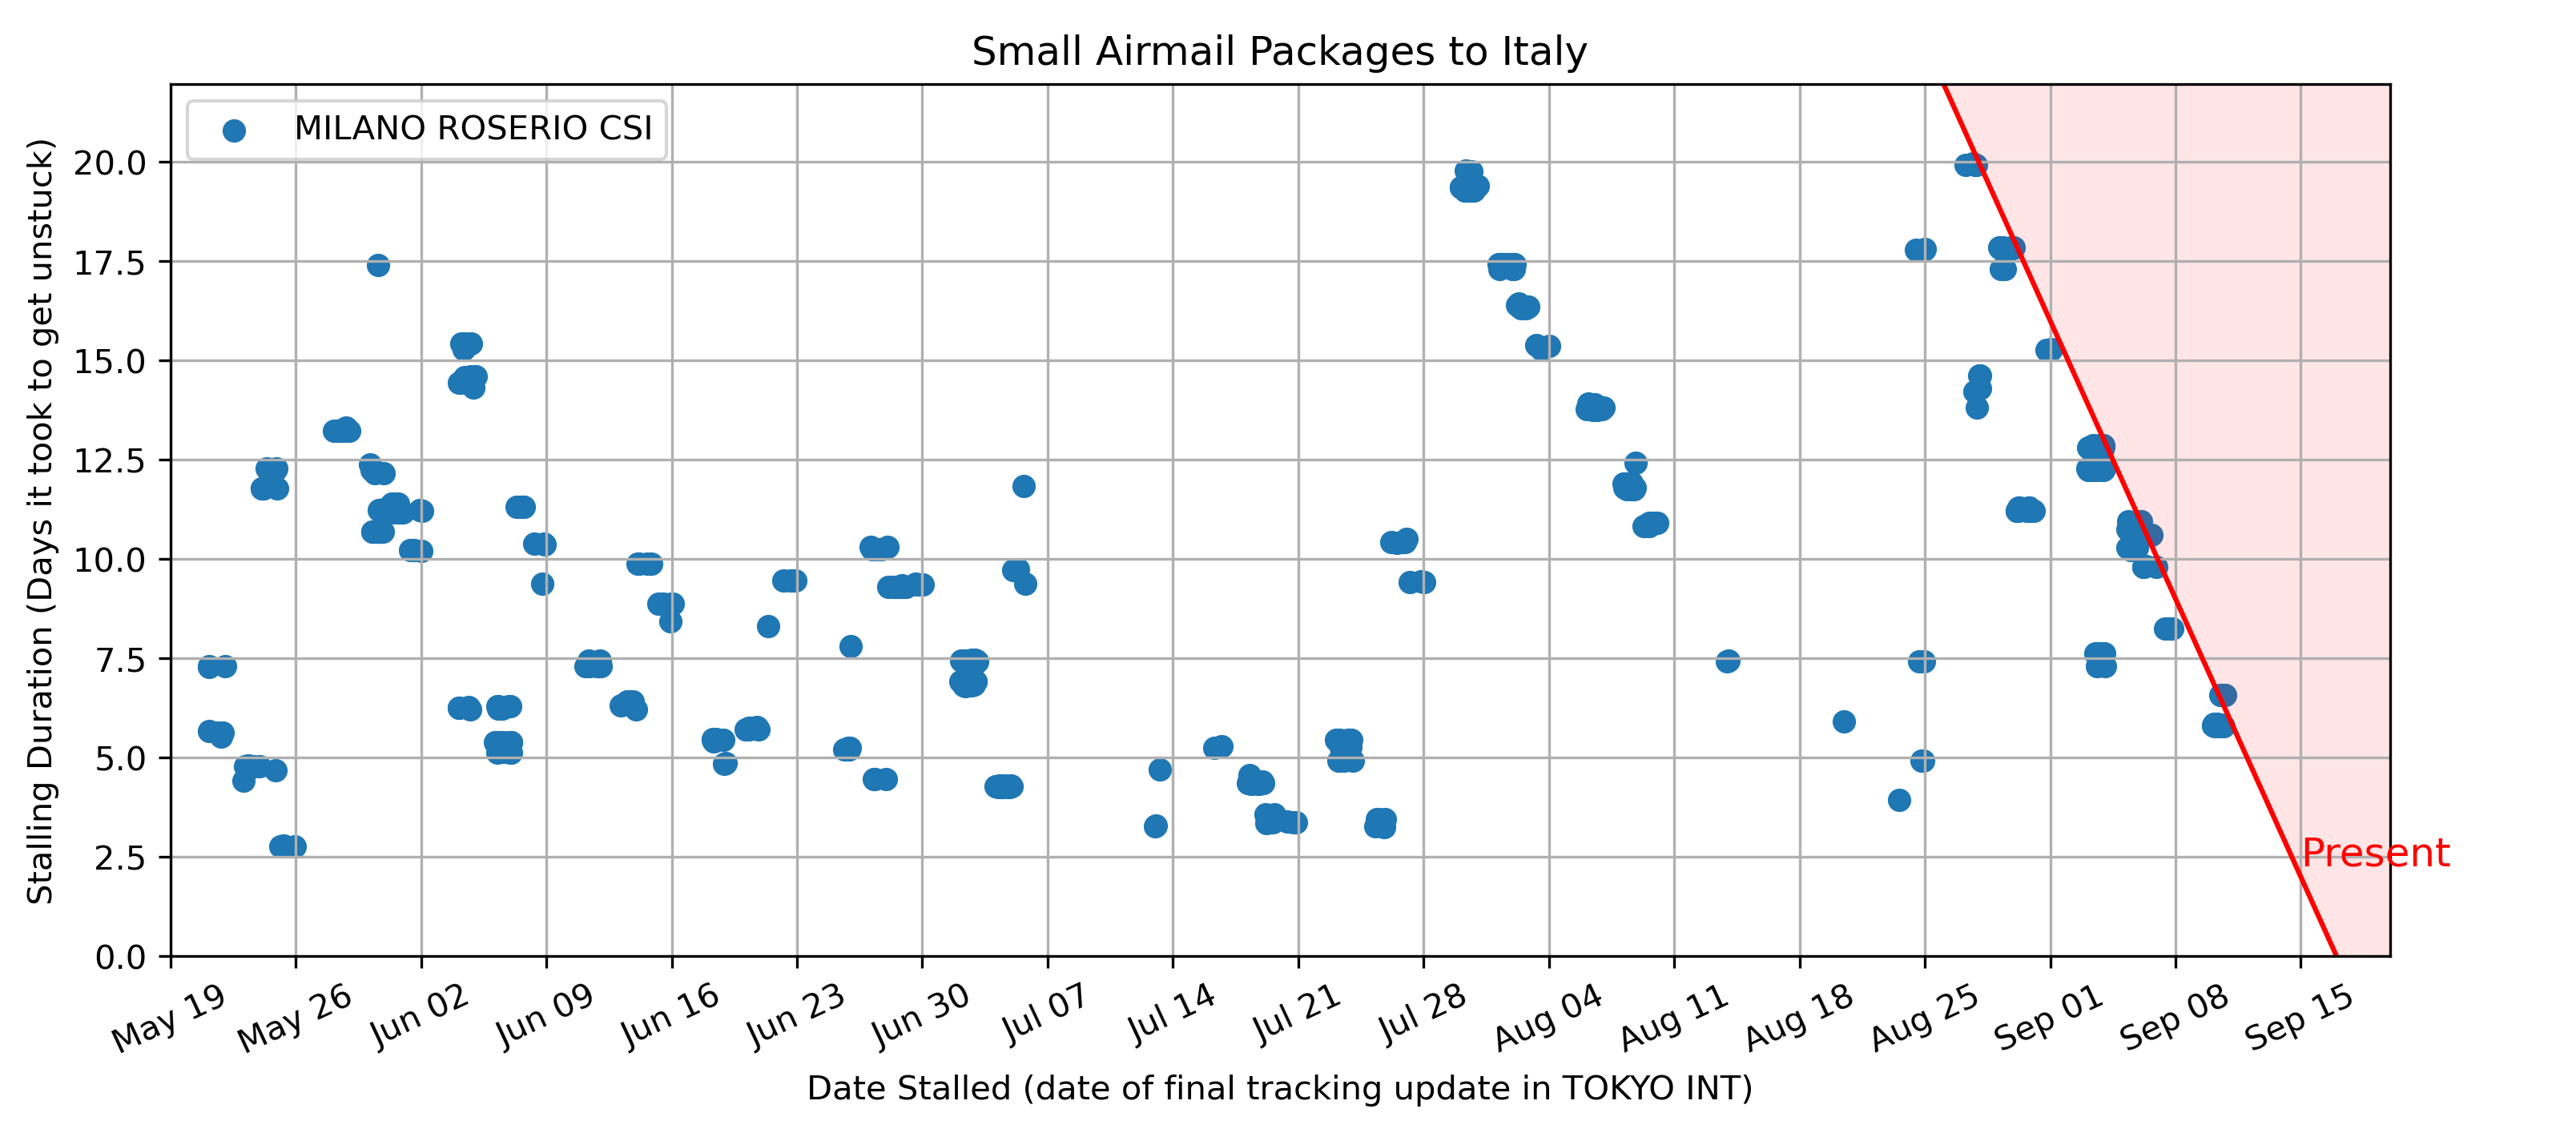 Small Airmail Packages to Italy
MILANO ROSERIO CSI
Stalling Duration (Days it took to get unstuck)
20.0
17.5
15.0
12.5
10.0
7.5
5.0
2.5
0.0
Present
May 19
May 26
Jun 02
Jun 09
Jun 16
Jun 23
Jun 30
Jul 07
Jul 14
Jul 21
Jul 28
Aug 04
Aug 11
Aug 18
Aug 25
Sep 01
Sep 08
Sep 15
Date Stalled (date of final tracking update in TOKYO INT)